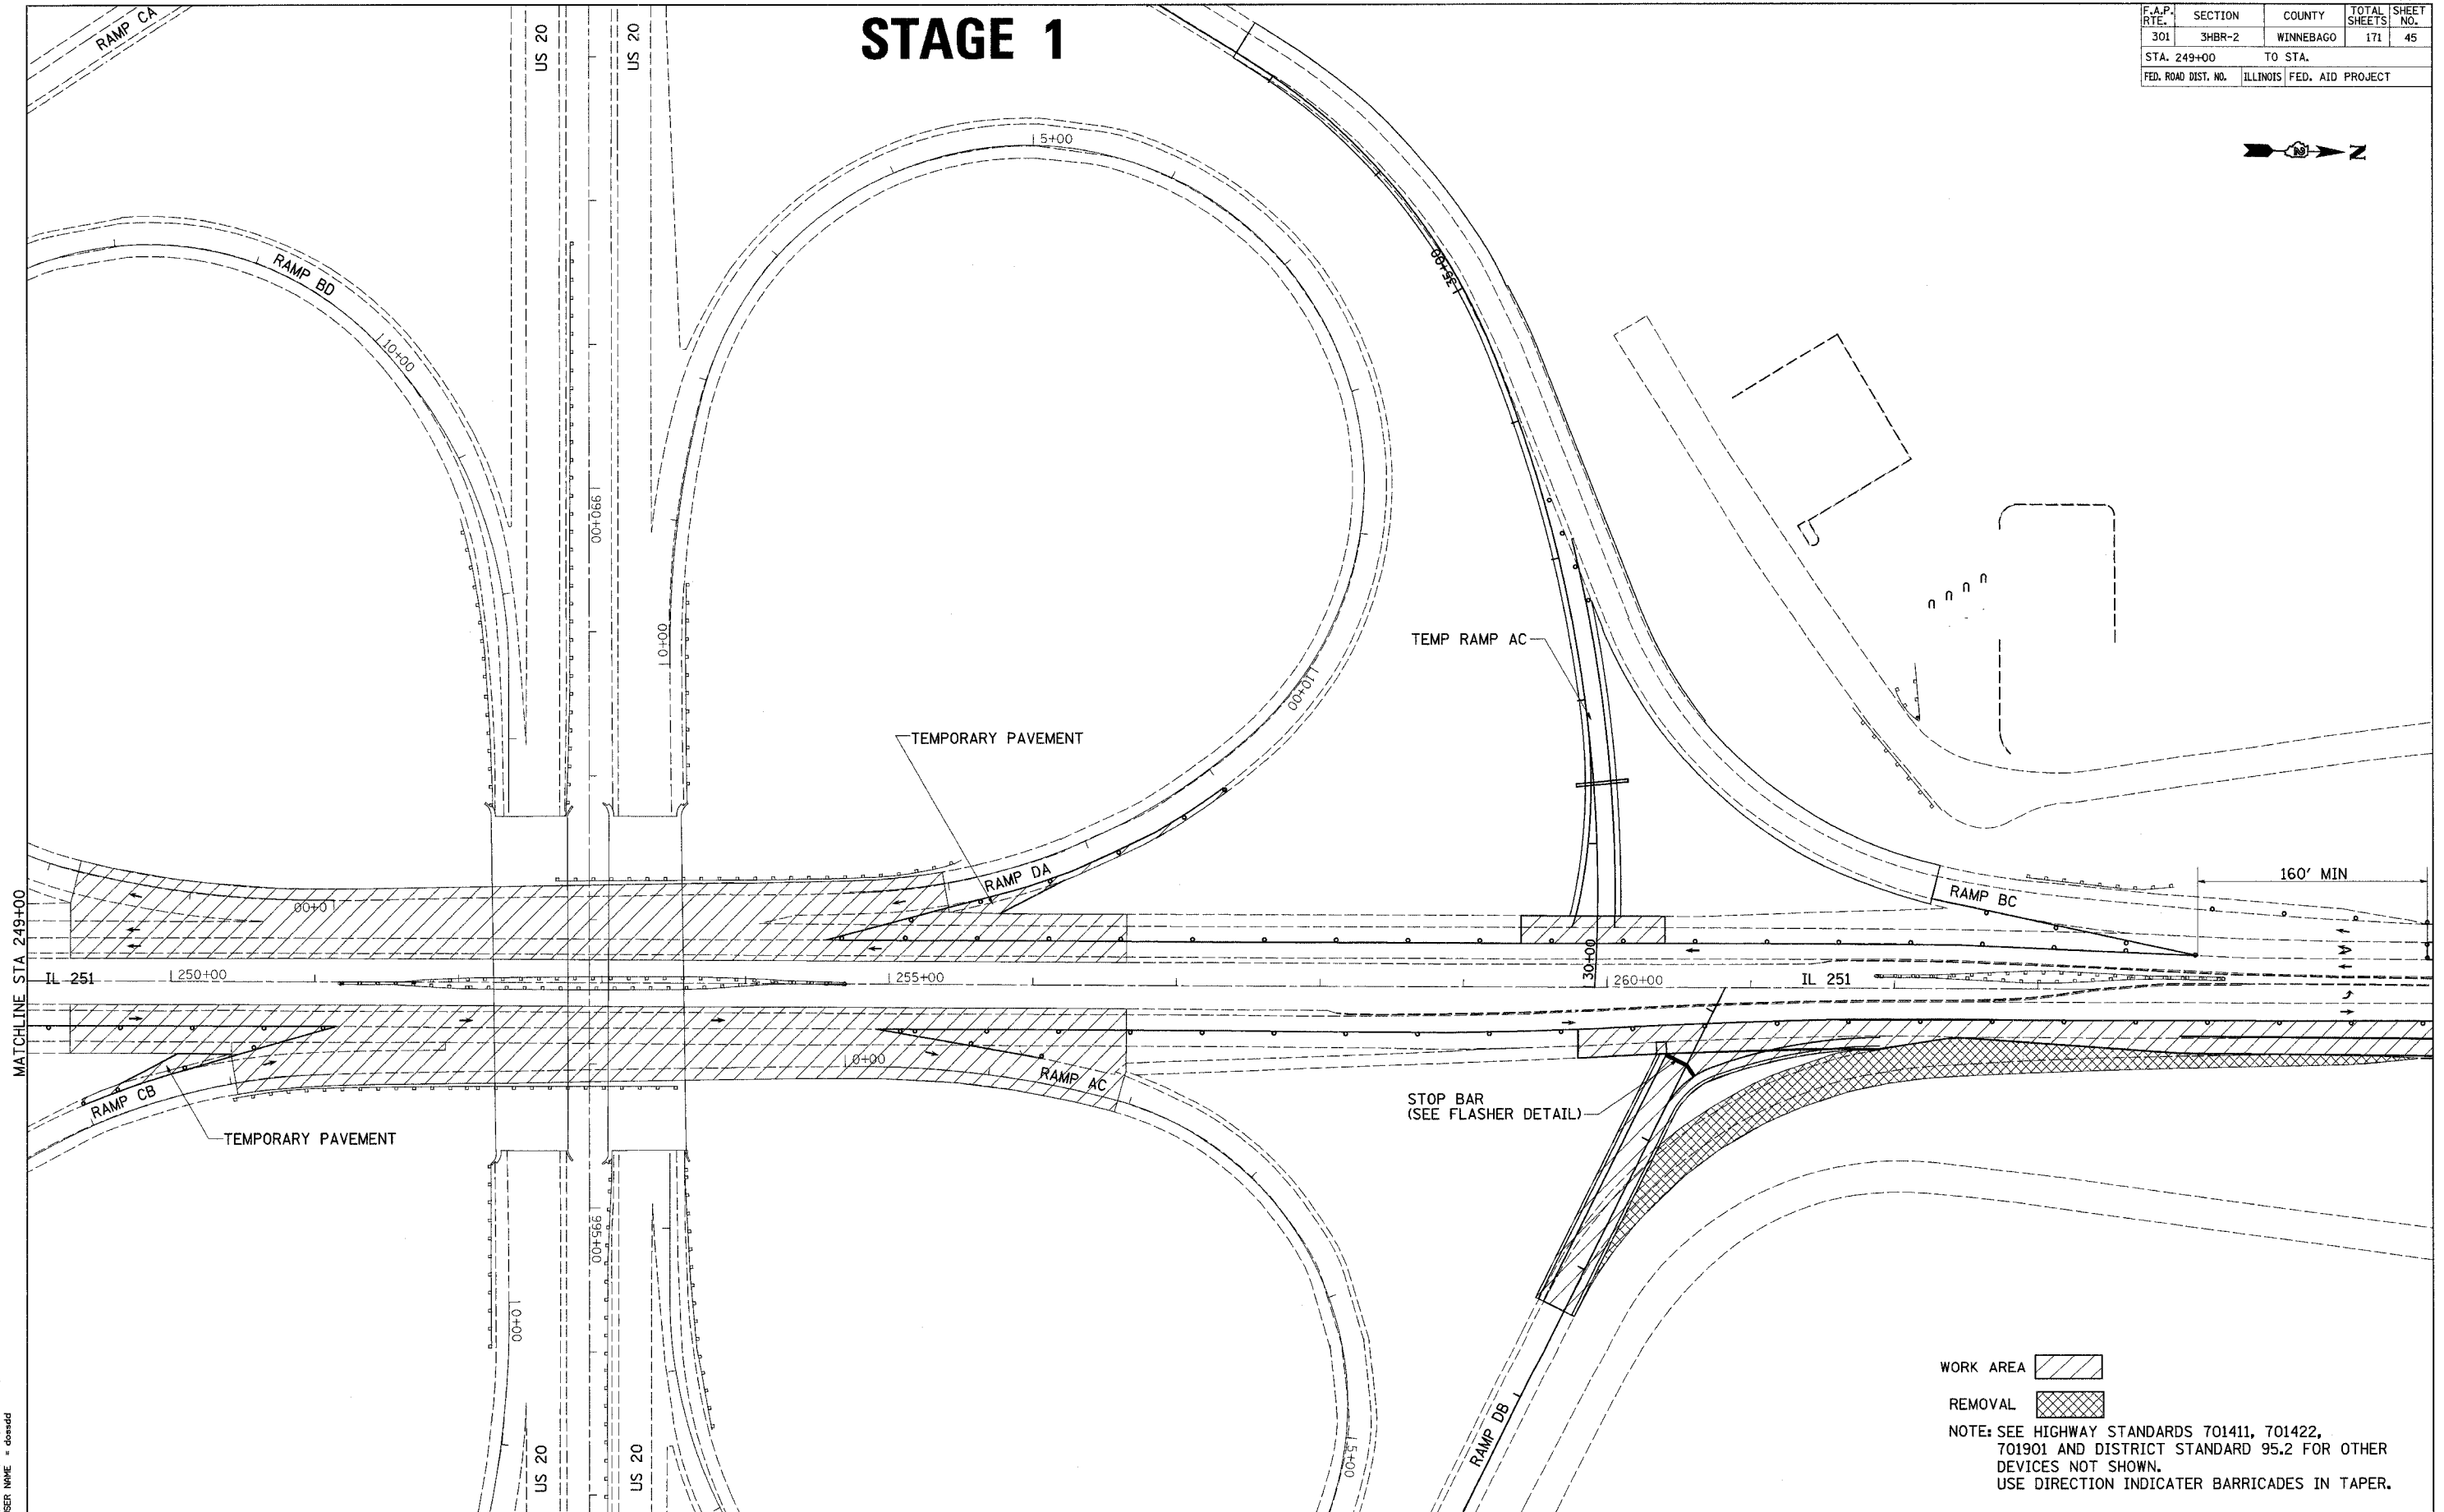 STAGE 1
F.A.P. RTE. SECTION COUNTY TOTAL SHEETS SHEET NO.
301 3HBR-2 WINNEBAGO 171 45
STA. 249+00 TO STA.
FED. ROAD DIST. NO. ILLINOIS FED. AID PROJECT
N
RAMP CA
US 20
US 20
5+00
RAMP BD
10+00
35+00
990+00
0+00
TEMP RAMP AC
10+00
TEMPORARY PAVEMENT
RAMP DA
RAMP BC
160' MIN
0+00
MATCHLINE STA 249+00
IL 251
250+00
255+00
30+00
260+00
IL 251
0+00
RAMP AC
RAMP CB
STOP BAR
(SEE FLASHER DETAIL)
TEMPORARY PAVEMENT
995+00
0+00
US 20
US 20
5+00
RAMP DB
WORK AREA
REMOVAL
NOTE: SEE HIGHWAY STANDARDS 701411, 701422,
701901 AND DISTRICT STANDARD 95.2 FOR OTHER
DEVICES NOT SHOWN.
USE DIRECTION INDICATER BARRICADES IN TAPER.
USER NAME = dossdd